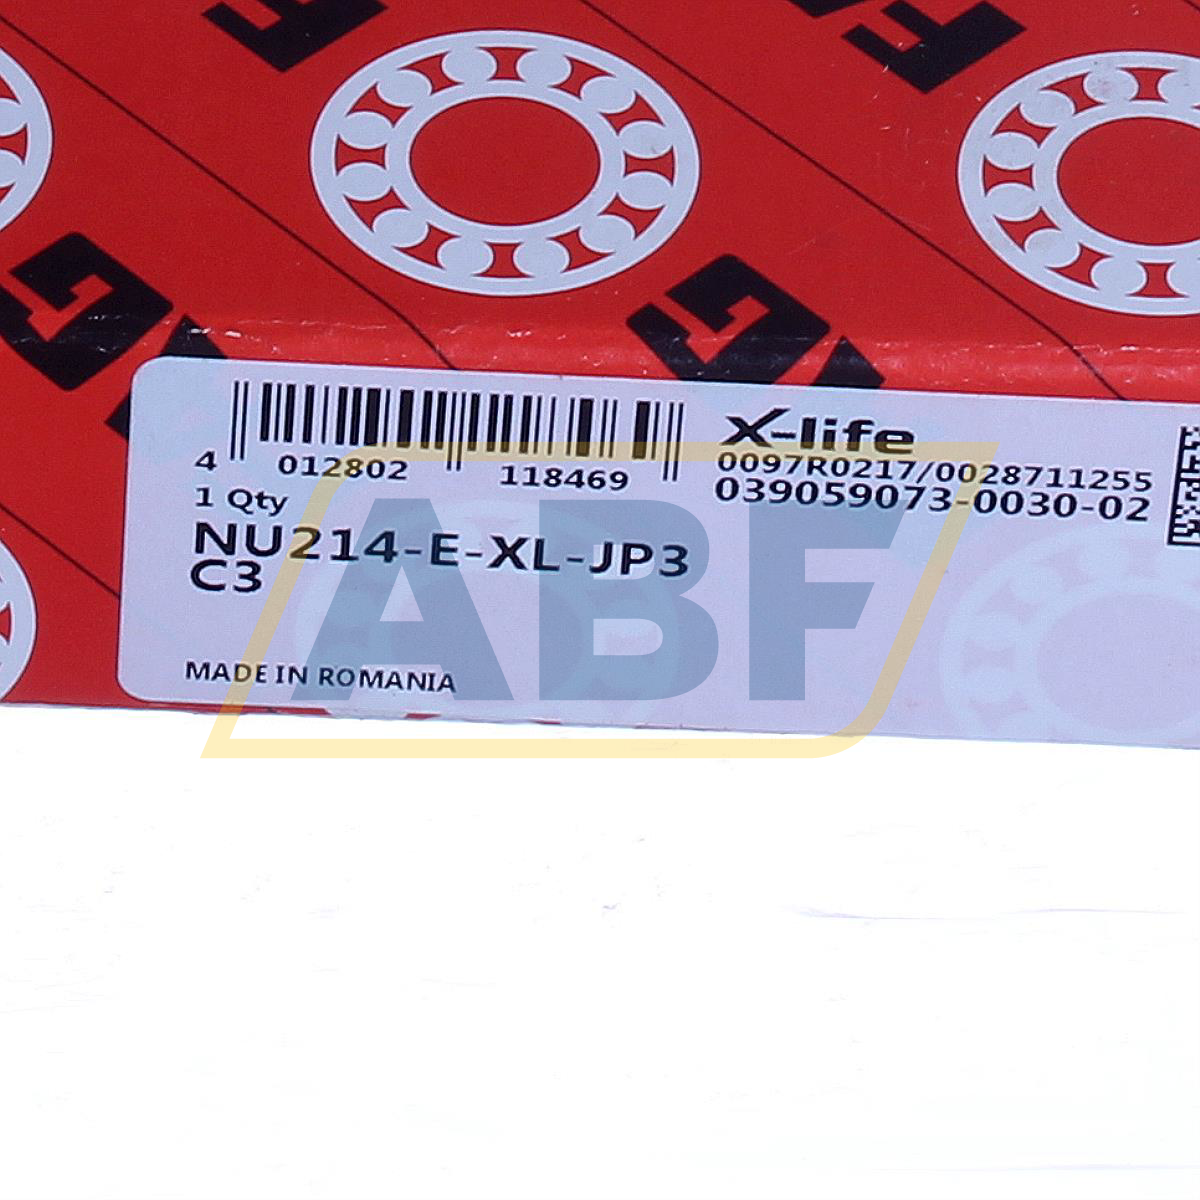 X-life
4 012802 118469
0097R0217/0028711255
039059073-0030-02
1 Qty
NU214-E-XL-JP3
C3
MADE IN ROMANIA
ABF